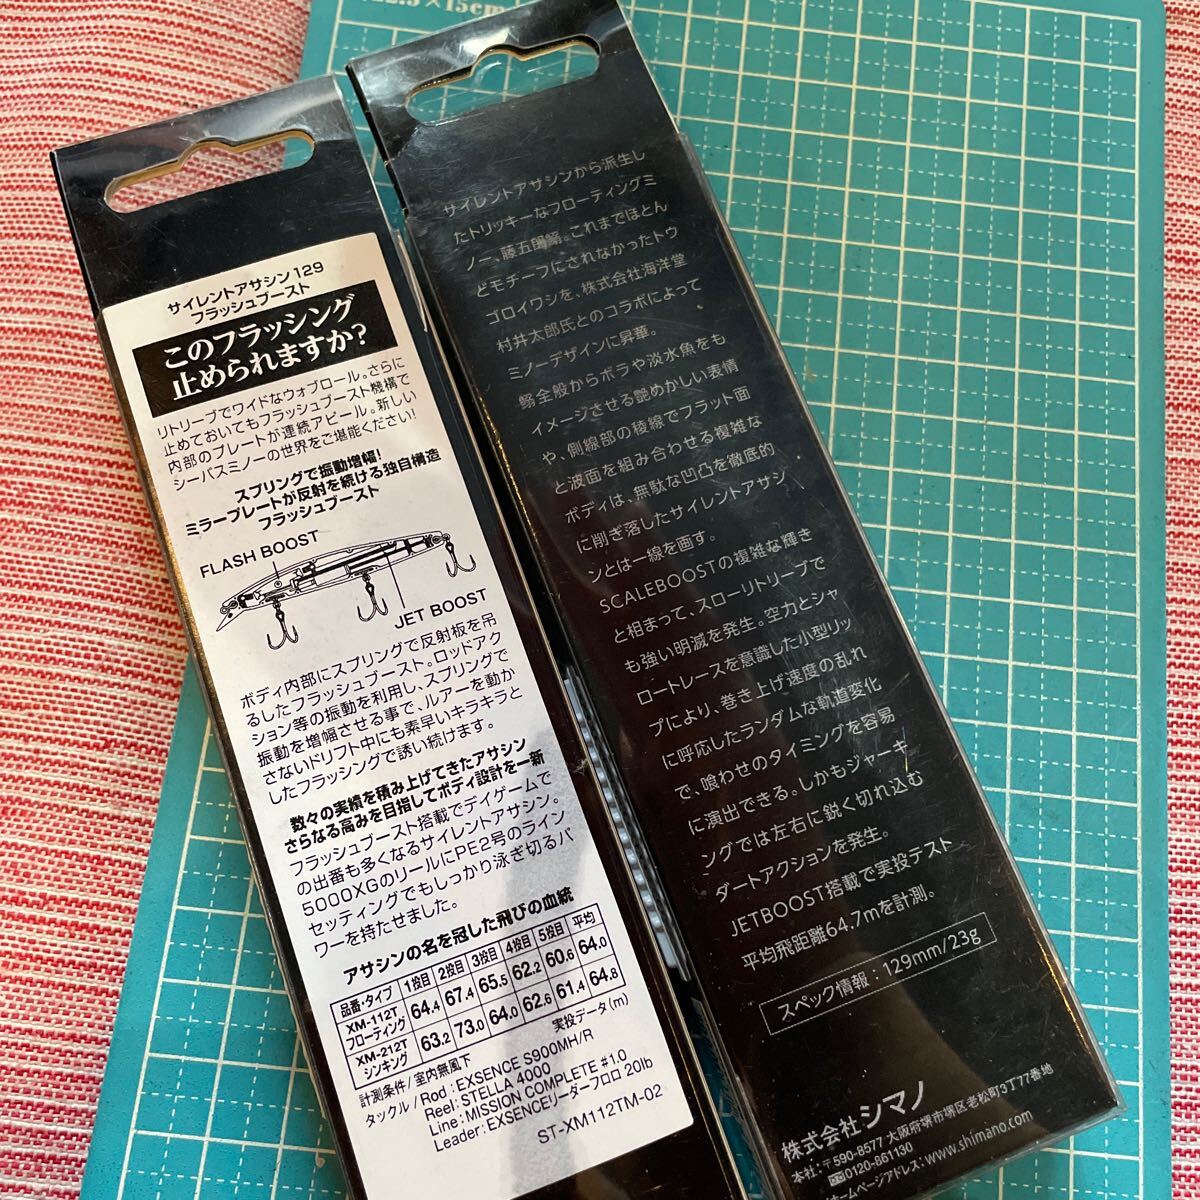 サイレントアサシン129
フラッシュブースト
このフラッシング
止められますか?
リトリーブでワイドなウォブロール。さらに
止めておいてもフラッシュブースト機構で
内部のプレートが連続アピール。新しい
シーバスミノーの世界をご堪能ください!
スプリングで振動増幅!
ミラープレートが反射を続ける独自構造
フラッシュブースト
FLASH BOOST
JET BOOST
ボディ内部にスプリングで反射板を吊
るしたフラッシュブースト。ロッドアク
ション等の振動を利用し、スプリングで
振動を増幅させる事で、ルアーを動か
さないドリフト中にも素早いキラキラと
したフラッシングで誘い続けます。
数々の実績を積み上げてきたアサシン
さらなる高みを目指してボディ設計を一新
フラッシュブースト搭載でデイゲームで
の出番も多くなるサイレントアサシン。
5000XGのリールにPE2号のライン
セッティングでもしっかり泳ぎ切るパ
ワーを持たせました。
アサシンの名を冠した飛びの血統
品番・タイプ 1投目 2投目 3投目 4投目 5投目 平均
XM-112T フローティング 64.4 67.4 65.5 62.2 60.6 64.0
XM-212T シンキング 63.2 73.0 64.0 62.6 61.4 64.8
計測条件/室内無風下 実投データ(m)
タックル/Rod:EXSENCE S900MH/R
Reel:STELLA 4000
Line:MISSION COMPLETE #1.0
Leader:EXSENCEリーダーフロロ 20lb
ST-XM112TM-02
サイレントアサシンから派生し
たトリッキーなフローティングミ
ノー、藤五郎鰯。これまでほとん
どモチーフにされなかったトウ
ゴロイワシを、株式会社海洋堂
村井太郎氏とのコラボによって
ミノーデザインに昇華。
鰯全般からボラや淡水魚をも
イメージさせる艶めかしい表情
や、側線部の稜線でフラット面
と波面を組み合わせる複雑な
ボディは、無駄な凹凸を徹底的
に削ぎ落したサイレントアサシ
ンとは一線を画す。
SCALEBOOSTの複雑な輝き
と相まって、スローリトリーブで
も強い明滅を発生。空力とシャ
ロートレースを意識した小型リッ
プにより、巻き上げ速度の乱れ
に呼応したランダムな軌道変化
で、喰わせのタイミングを容易
に演出できる。しかもジャーキ
ングでは左右に鋭く切れ込む
ダートアクションを発生。
JETBOOST搭載で実投テスト
平均飛距離64.7mを計測。
スペック情報:129mm/23g
株式会社シマノ
本社:〒590-8577 大阪府堺市堺区老松町3丁77番地
0120-861130
ホームページアドレス:www.shimano.com
×15cm